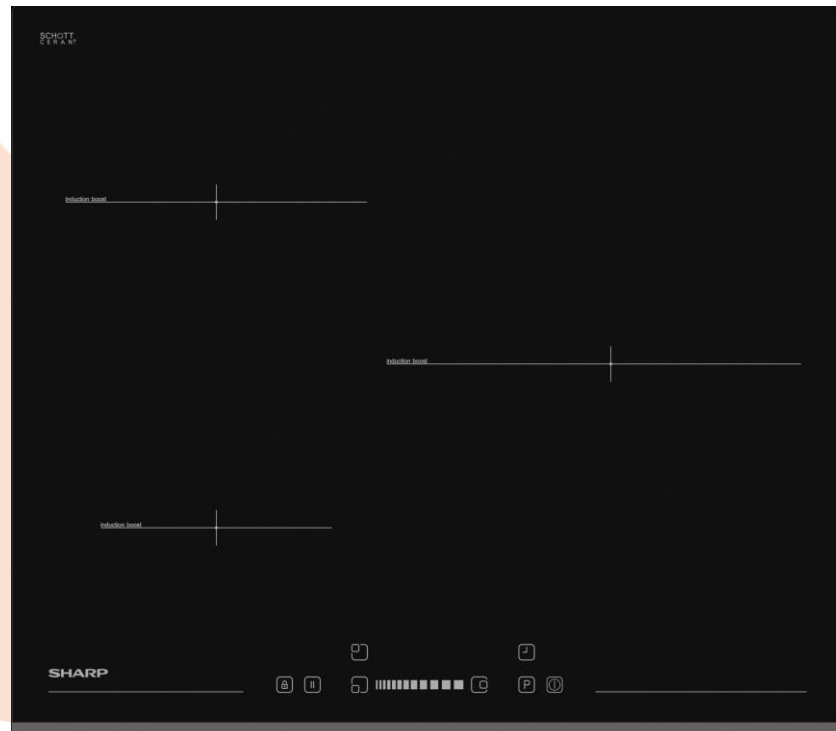 SCHOTT
CERAN®
Induction boost
Induction boost
Induction boost
SHARP
P